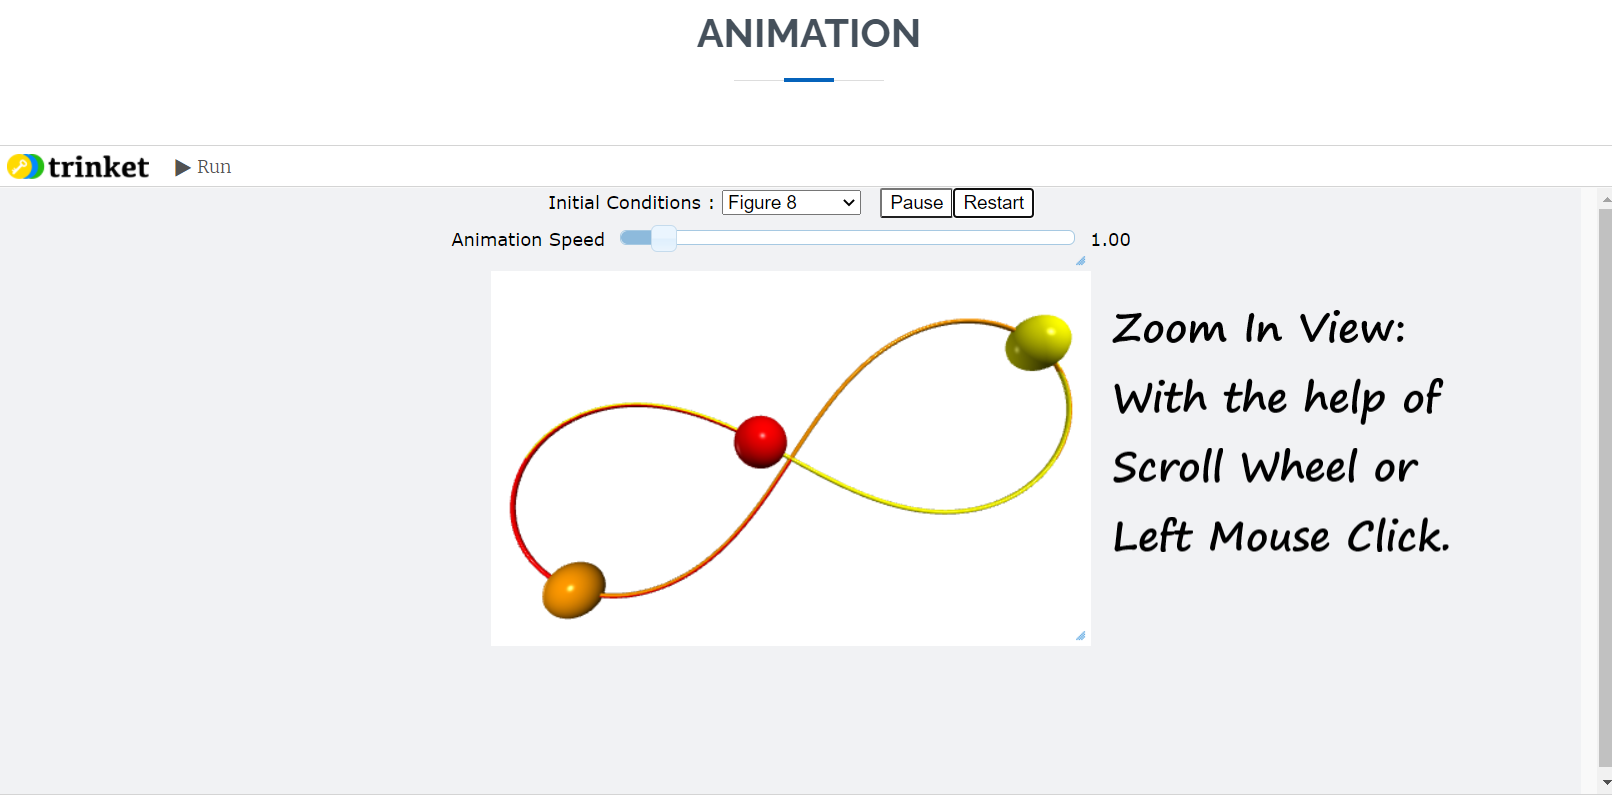 ANIMATION
trinket Run
Initial Conditions : Figure 8 Pause Restart
Animation Speed 1.00
Zoom In View:
With the help of
Scroll Wheel or
Left Mouse Click.